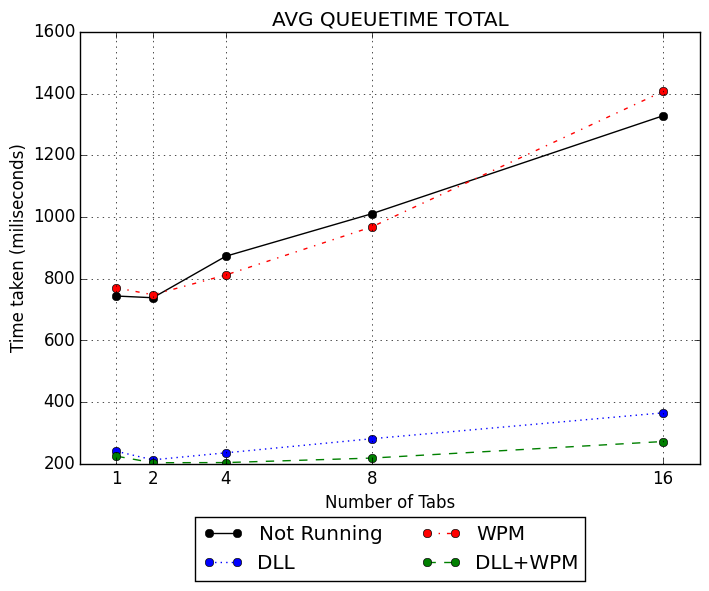 AVG QUEUETIME TOTAL
1600
1400
1200
1000
800
600
400
200
Time taken (miliseconds)
1 2 4 8 16
Number of Tabs
Not Running WPM
DLL DLL+WPM